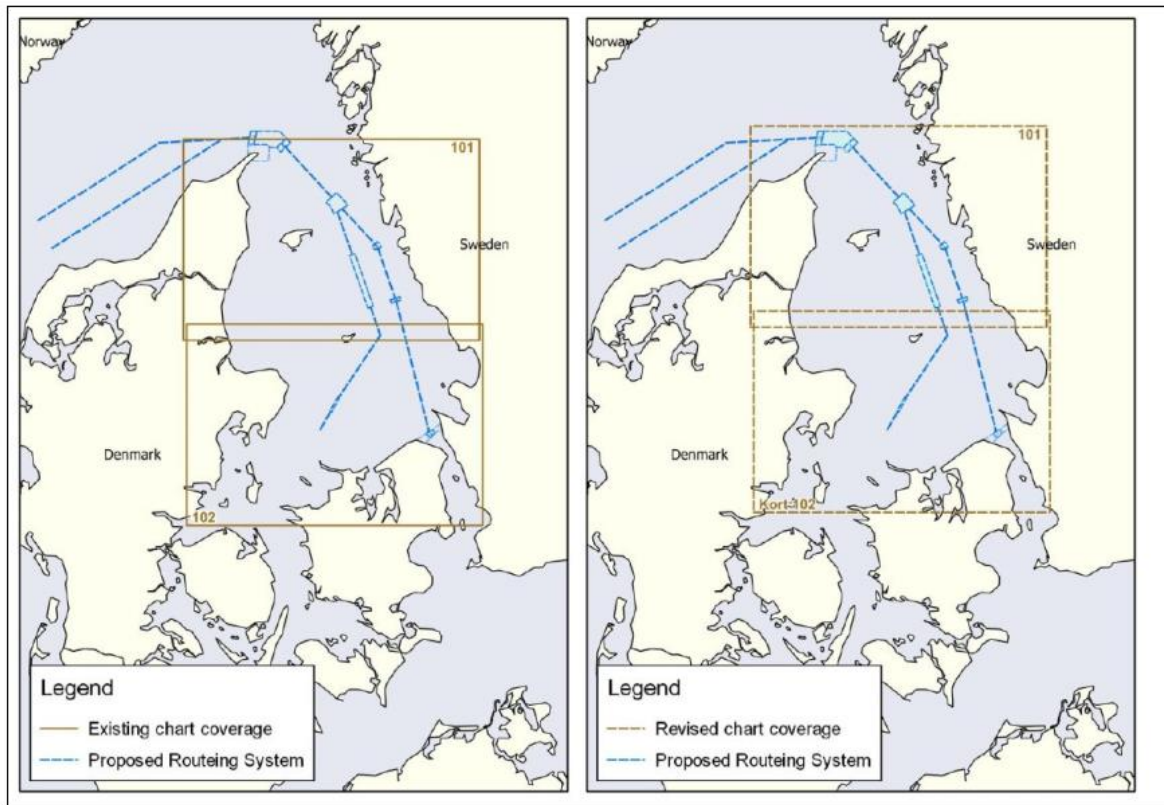 Norway
101
Sweden
Denmark
102
Legend
Existing chart coverage
Proposed Routeing System
Norway
101
Sweden
Denmark
Kort 102
Legend
Revised chart coverage
Proposed Routeing System